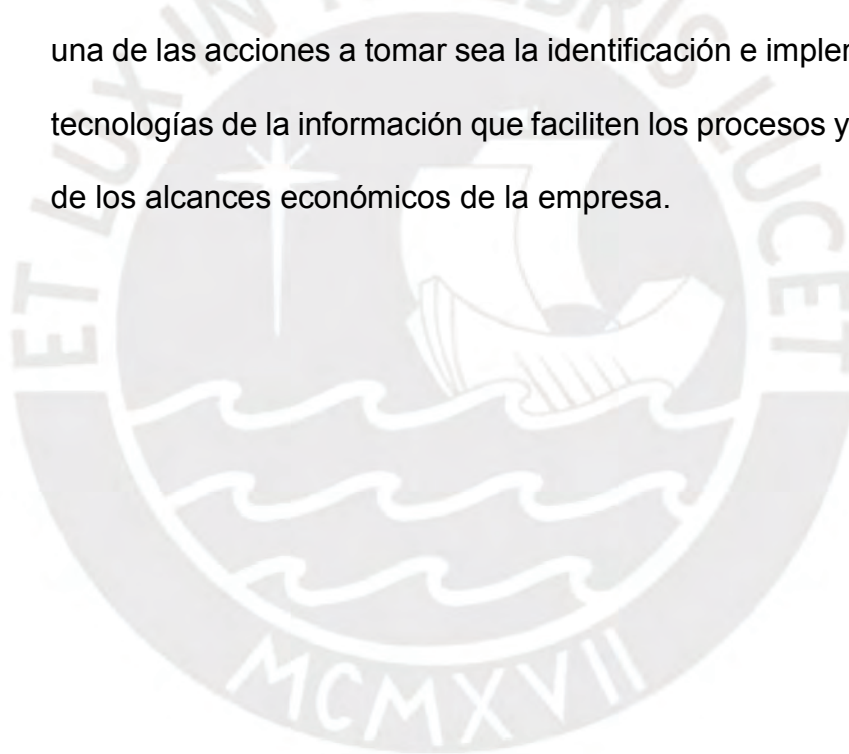 una de las acciones a tomar sea la identificación e
tecnologías de la información que faciliten los procesos y
de los alcances económicos de la empresa.
ET LUX IN LUCET
MCMXVII